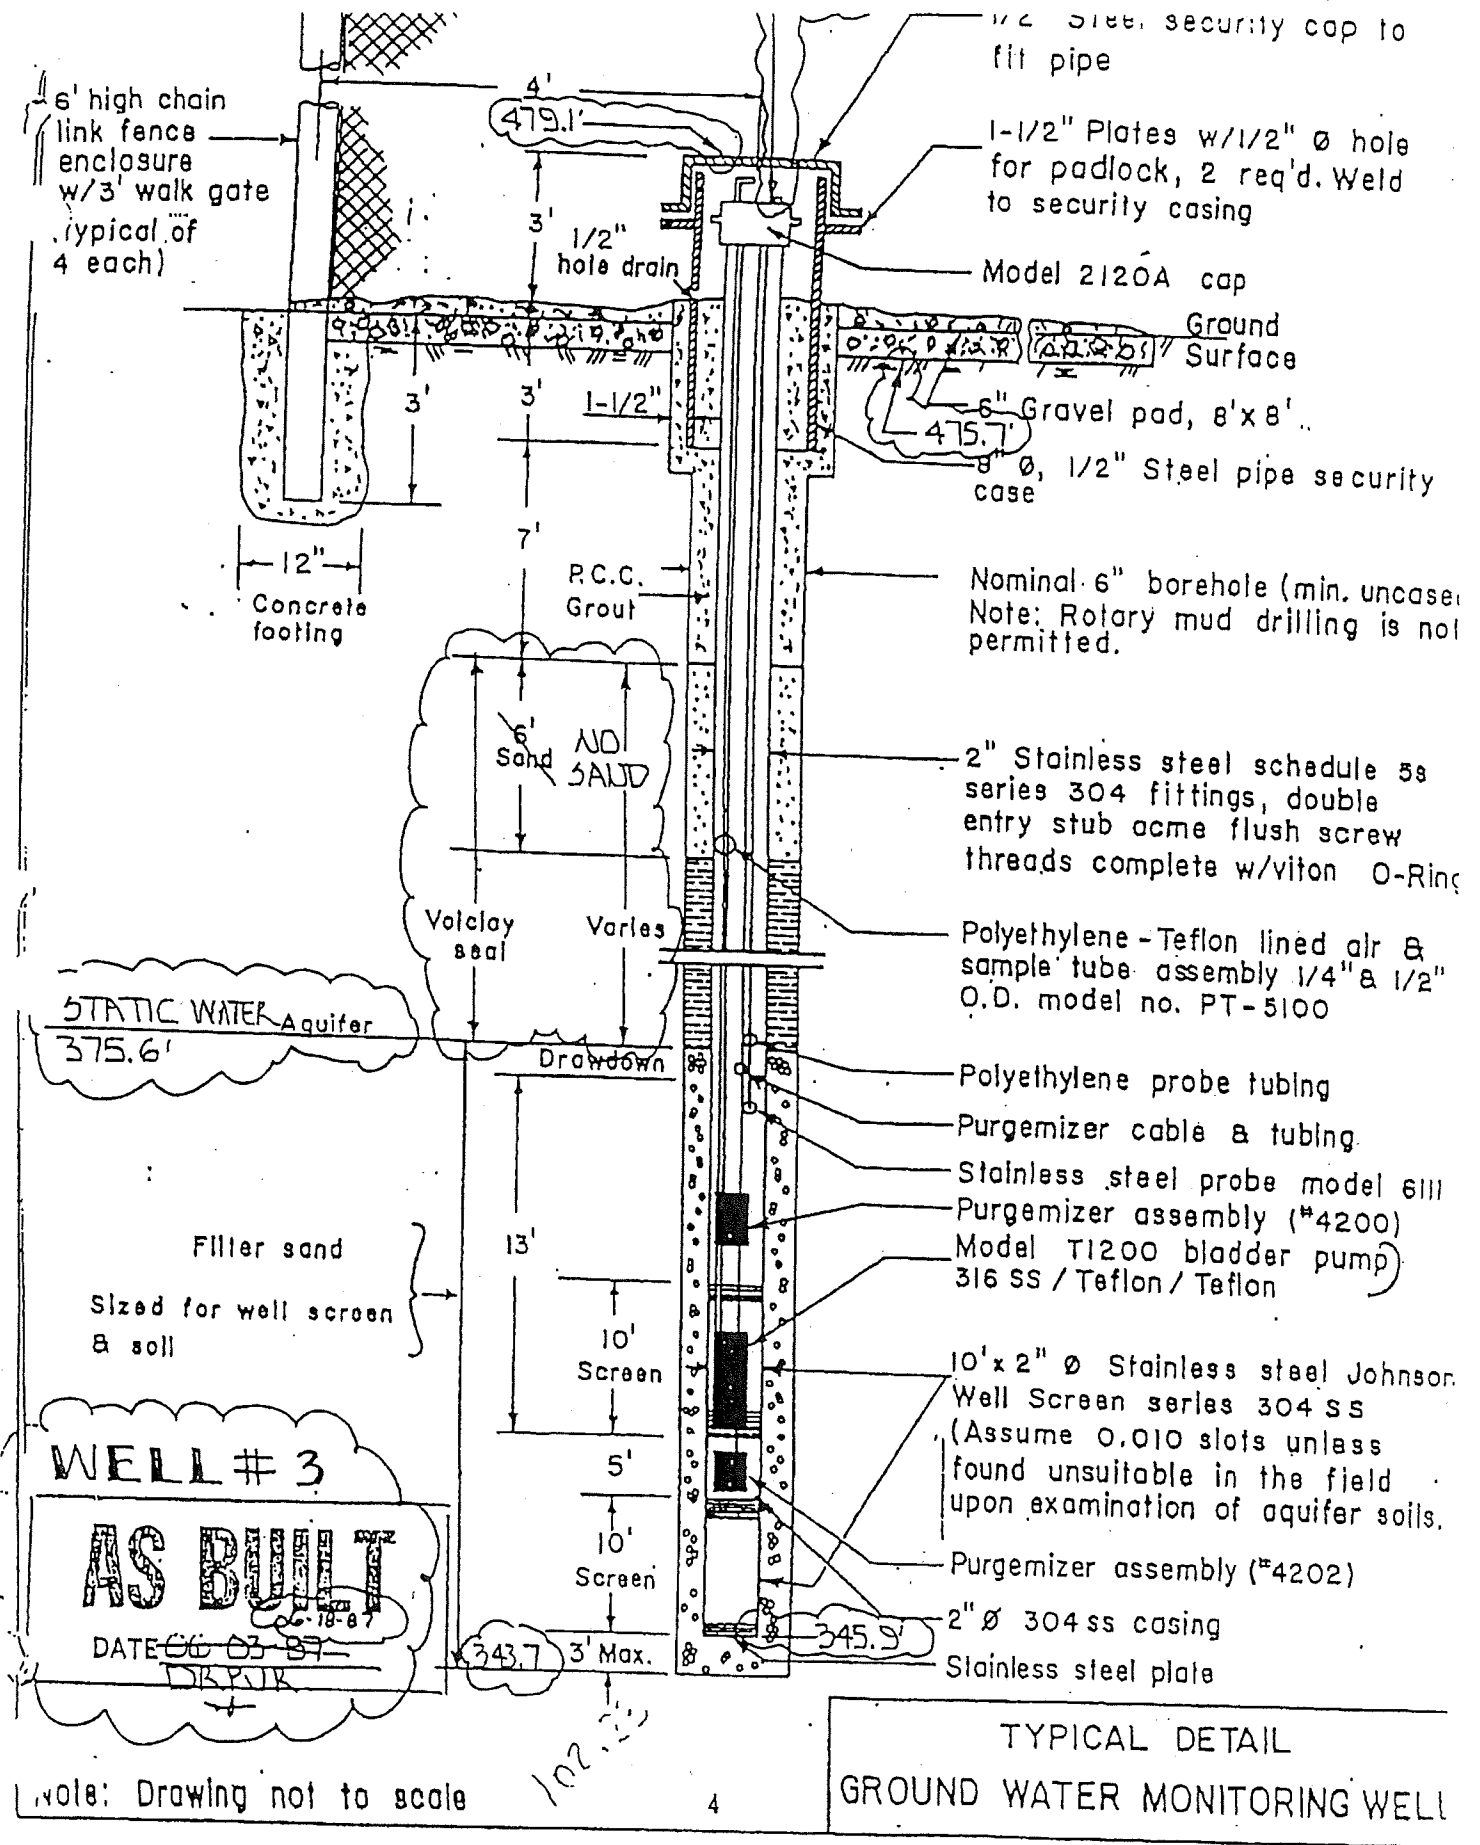 1/2" Steel security cap to
fit pipe
6' high chain
link fence
enclosure
w/3' walk gate
Typical of
4 each)
4'
479.1'
1-1/2" Plates w/1/2" Ø hole
for padlock, 2 req'd. Weld
to security casing
3'
1/2"
hole drain
Model 2120A cap
Ground
Surface
3'
3'
1-1/2"
6" Gravel pad, 8'x 8'
475.7'
8" Ø, 1/2" Steel pipe security
case
7'
12"
Concrete
footing
P.C.C.
Grout
Nominal 6" borehole (min. uncase
Note: Rotary mud drilling is not
permitted.
6'
Sand
NO
SAND
2" Stainless steel schedule 5s
series 304 fittings, double
entry stub acme flush screw
threads complete w/viton O-Ring
Volclay
seal
Varies
Polyethylene-Teflon lined air &
sample tube assembly 1/4" & 1/2"
O.D. model no. PT-5100
STATIC WATER Aquifer
375.6'
Drawdown
Polyethylene probe tubing
Purgemizer cable & tubing
Stainless steel probe model 6111
Purgemizer assembly (#4200)
Model T1200 bladder pump
316 SS / Teflon / Teflon
Filter sand
Sized for well screen
& soil
13'
10'
Screen
10' x 2" Ø Stainless steel Johnson
Well Screen series 304 SS
(Assume 0.010 slots unless
found unsuitable in the field
upon examination of aquifer soils.
WELL # 3
5'
AS BUILT
10'
Screen
Purgemizer assembly (#4202)
6-18-87
DATE 06 03 87
2" Ø 304 ss casing
345.9'
343.7
3' Max.
Stainless steel plate
TYPICAL DETAIL
GROUND WATER MONITORING WELL
Note: Drawing not to scale
4